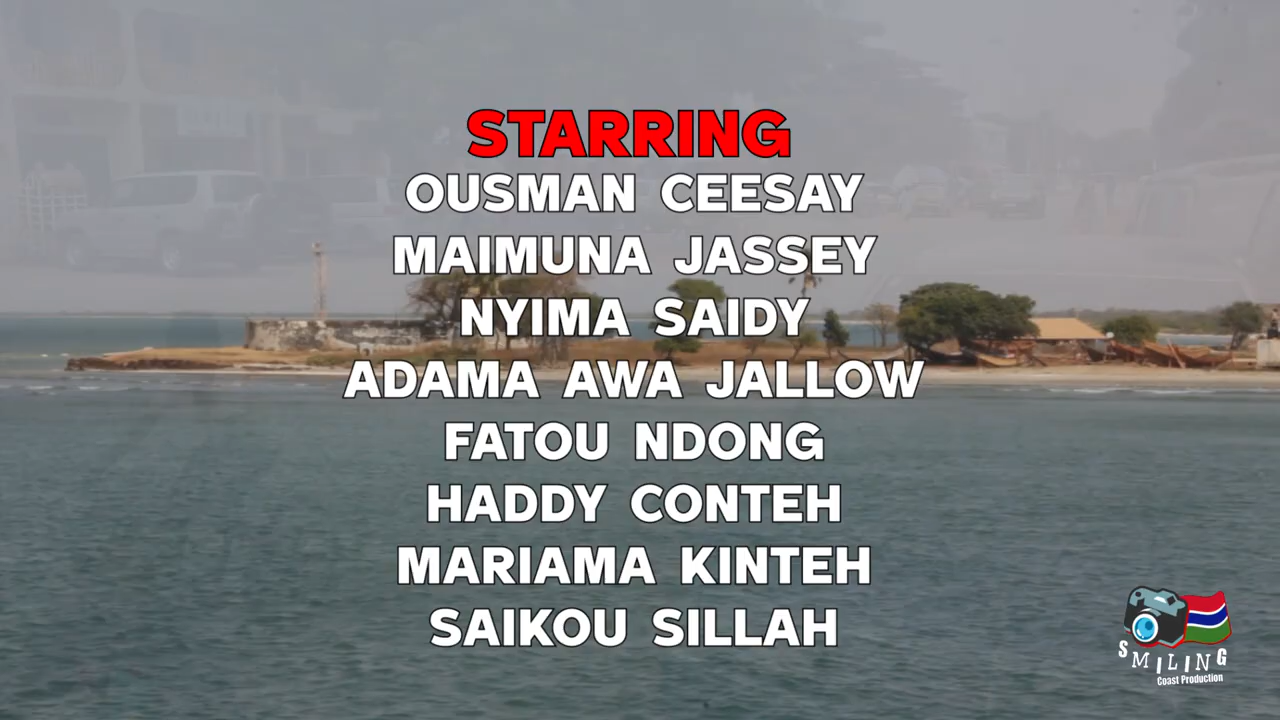 STARRING
OUSMAN CEESAY
MAIMUNA JASSEY
NYIMA SAIDY
ADAMA AWA JALLOW
FATOU NDONG
HADDY CONTEH
MARIAMA KINTEH
SAIKOU SILLAH
SMILING
Coast Production